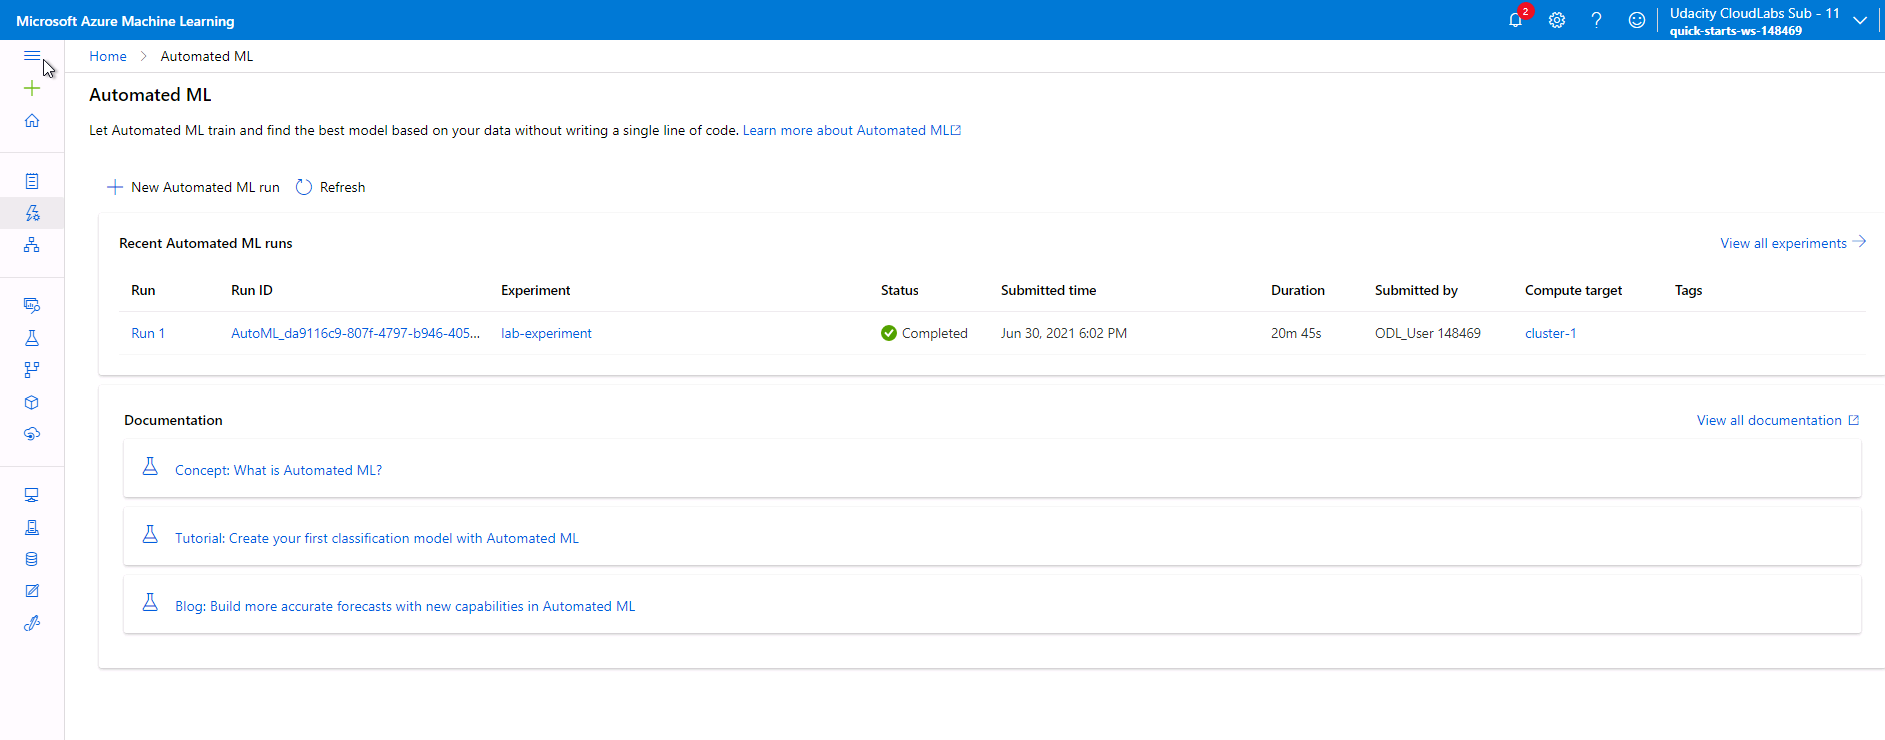 Microsoft Azure Machine Learning
2
Udacity CloudLabs Sub - 11
quick-starts-ws-148469
Home > Automated ML
Automated ML
Let Automated ML train and find the best model based on your data without writing a single line of code. Learn more about Automated ML
New Automated ML run Refresh
Recent Automated ML runs View all experiments
Run Run ID Experiment Status Submitted time Duration Submitted by Compute target Tags
Run 1 AutoML_da9116c9-807f-4797-b946-405... lab-experiment Completed Jun 30, 2021 6:02 PM 20m 45s ODL_User 148469 cluster-1
Documentation View all documentation
Concept: What is Automated ML?
Tutorial: Create your first classification model with Automated ML
Blog: Build more accurate forecasts with new capabilities in Automated ML